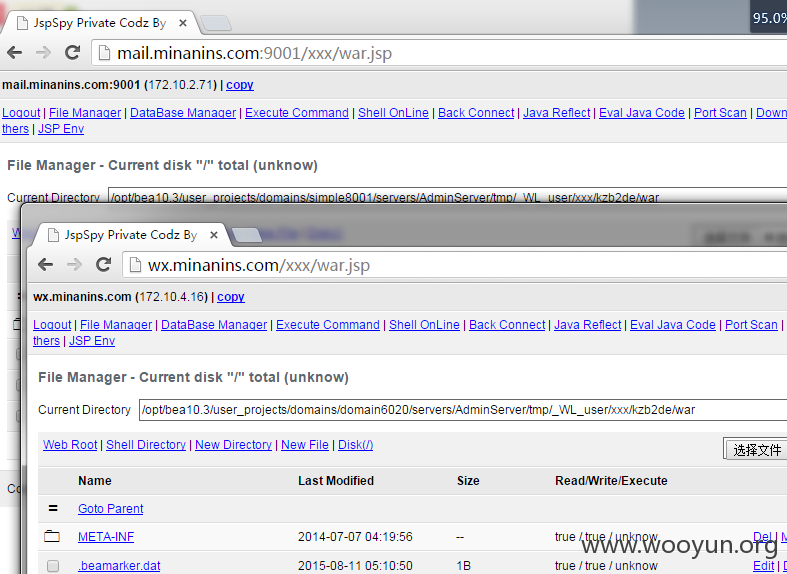 JspSpy Private Codz By
95.0%
mail.minanins.com:9001/xxx/war.jsp
mail.minanins.com:9001 (172.10.2.71) | copy
Logout | File Manager | DataBase Manager | Execute Command | Shell OnLine | Back Connect | Java Reflect | Eval Java Code | Port Scan | Down
thers | JSP Env
File Manager - Current disk "/" total (unknow)
Current Directory /opt/bea10.3/user_projects/domains/simple8001/servers/AdminServer/tmp/_WL_user/xxx/kzb2de/war
JspSpy Private Codz By
wx.minanins.com/xxx/war.jsp
wx.minanins.com (172.10.4.16) | copy
Logout | File Manager | DataBase Manager | Execute Command | Shell OnLine | Back Connect | Java Reflect | Eval Java Code | Port Scan |
thers | JSP Env
File Manager - Current disk "/" total (unknow)
Current Directory /opt/bea10.3/user_projects/domains/domain6020/servers/AdminServer/tmp/_WL_user/xxx/kzb2de/war
Web Root | Shell Directory | New Directory | New File | Disk(/) 选择文件
Name Last Modified Size Read/Write/Execute
= Goto Parent
META-INF 2014-07-07 04:19:56 -- true / true / unknow Del | M
.beamarker.dat 2015-08-11 05:10:50 1B true / true / unknow Edit | D
www.wooyun.org